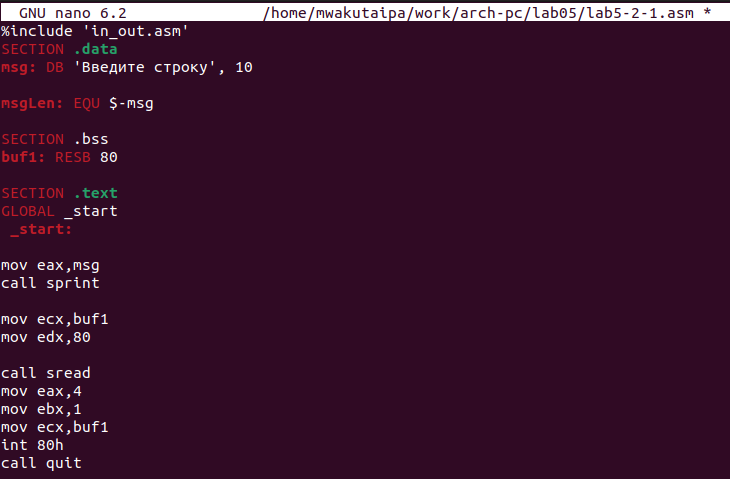 GNU nano 6.2 /home/mwakutaipa/work/arch-pc/lab05/lab5-2-1.asm *
%include 'in_out.asm'
SECTION .data
msg: DB 'Введите строку', 10
msgLen: EQU $-msg
SECTION .bss
buf1: RESB 80
SECTION .text
GLOBAL _start
_start:
mov eax,msg
call sprint
mov ecx,buf1
mov edx,80
call sread
mov eax,4
mov ebx,1
mov ecx,buf1
int 80h
call quit